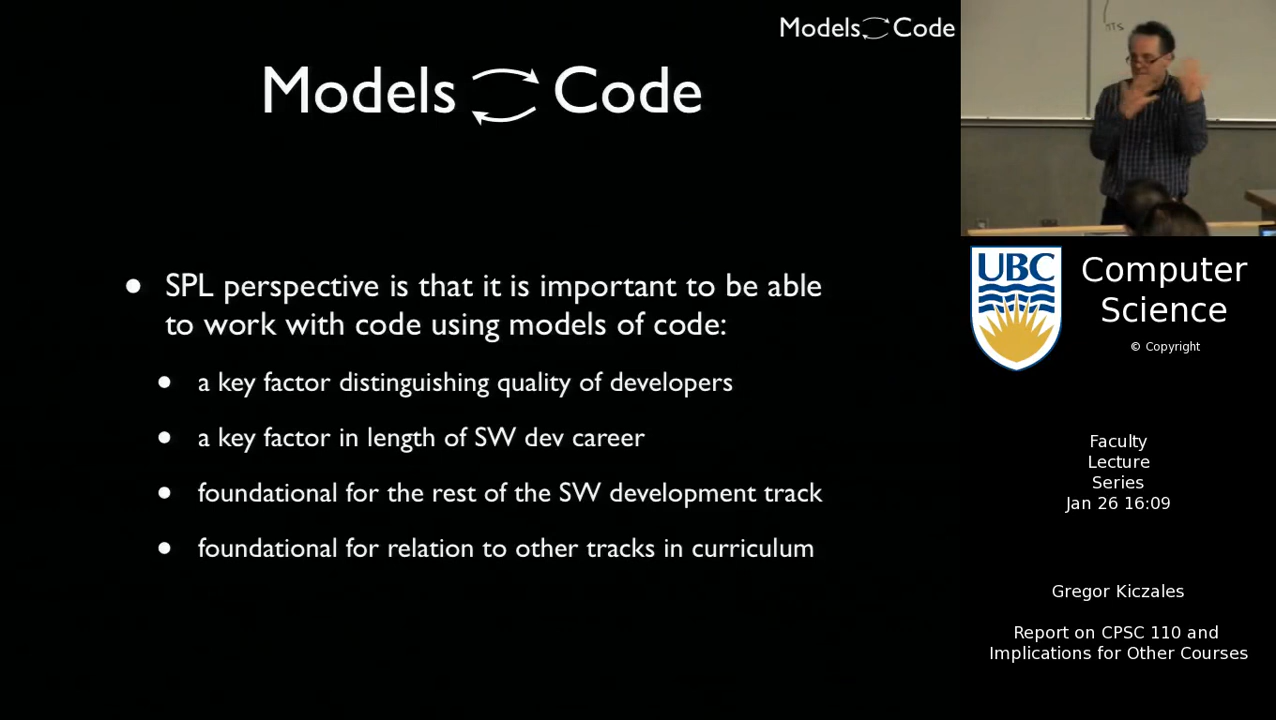 Models Code
Models Code
SPL perspective is that it is important to be able
to work with code using models of code:
a key factor distinguishing quality of developers
a key factor in length of SW dev career
foundational for the rest of the SW development track
foundational for relation to other tracks in curriculum
UBC
Computer
Science
© Copyright
Faculty
Lecture
Series
Jan 26 16:09
Gregor Kiczales
Report on CPSC 110 and
Implications for Other Courses